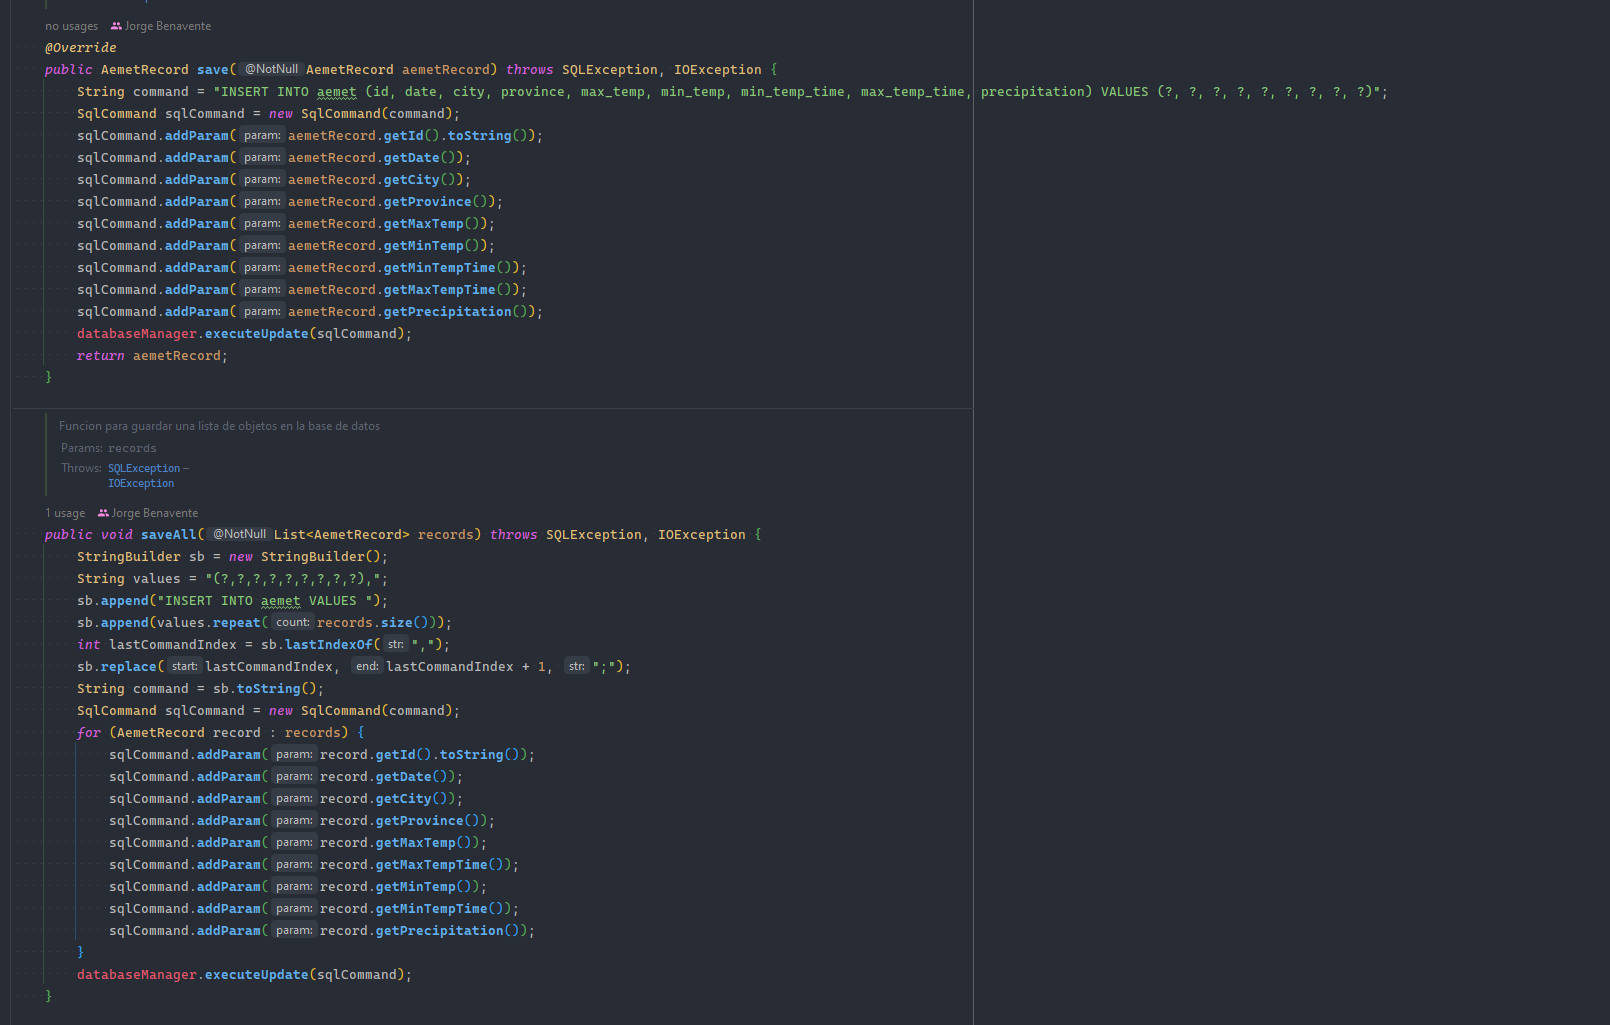 no usages Jorge Benavente
@Override
public AemetRecord save( @NotNull AemetRecord aemetRecord) throws SQLException, IOException {
String command = "INSERT INTO aemet (id, date, city, province, max_temp, min_temp, min_temp_time, max_temp_time, precipitation) VALUES (?, ?, ?, ?, ?, ?, ?, ?, ?)";
SqlCommand sqlCommand = new SqlCommand(command);
sqlCommand.addParam( param: aemetRecord.getId().toString());
sqlCommand.addParam( param: aemetRecord.getDate());
sqlCommand.addParam( param: aemetRecord.getCity());
sqlCommand.addParam( param: aemetRecord.getProvince());
sqlCommand.addParam( param: aemetRecord.getMaxTemp());
sqlCommand.addParam( param: aemetRecord.getMinTemp());
sqlCommand.addParam( param: aemetRecord.getMinTempTime());
sqlCommand.addParam( param: aemetRecord.getMaxTempTime());
sqlCommand.addParam( param: aemetRecord.getPrecipitation());
databaseManager.executeUpdate(sqlCommand);
return aemetRecord;
}
Funcion para guardar una lista de objetos en la base de datos
Params: records
Throws: SQLException –
IOException
1 usage Jorge Benavente
public void saveAll( @NotNull List<AemetRecord> records) throws SQLException, IOException {
StringBuilder sb = new StringBuilder();
String values = "(?,?,?,?,?,?,?,?,?),";
sb.append("INSERT INTO aemet VALUES ");
sb.append(values.repeat( count: records.size()));
int lastCommandIndex = sb.lastIndexOf( str: ",");
sb.replace( start: lastCommandIndex, end: lastCommandIndex + 1, str: ";");
String command = sb.toString();
SqlCommand sqlCommand = new SqlCommand(command);
for (AemetRecord record : records) {
sqlCommand.addParam( param: record.getId().toString());
sqlCommand.addParam( param: record.getDate());
sqlCommand.addParam( param: record.getCity());
sqlCommand.addParam( param: record.getProvince());
sqlCommand.addParam( param: record.getMaxTemp());
sqlCommand.addParam( param: record.getMaxTempTime());
sqlCommand.addParam( param: record.getMinTemp());
sqlCommand.addParam( param: record.getMinTempTime());
sqlCommand.addParam( param: record.getPrecipitation());
}
databaseManager.executeUpdate(sqlCommand);
}